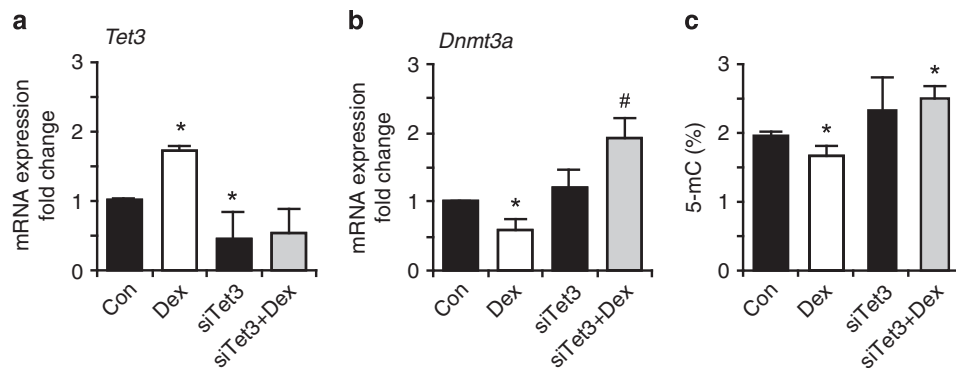 a
Tet3
mRNA expression
fold change
3
2
1
0
*
*
Con
Dex
siTet3
siTet3+Dex
b
Dnmt3a
mRNA expression
fold change
3
2
1
0
*
#
Con
Dex
siTet3
siTet3+Dex
c
5-mC (%)
3
2
1
0
*
*
Con
Dex
siTet3
siTet3+Dex